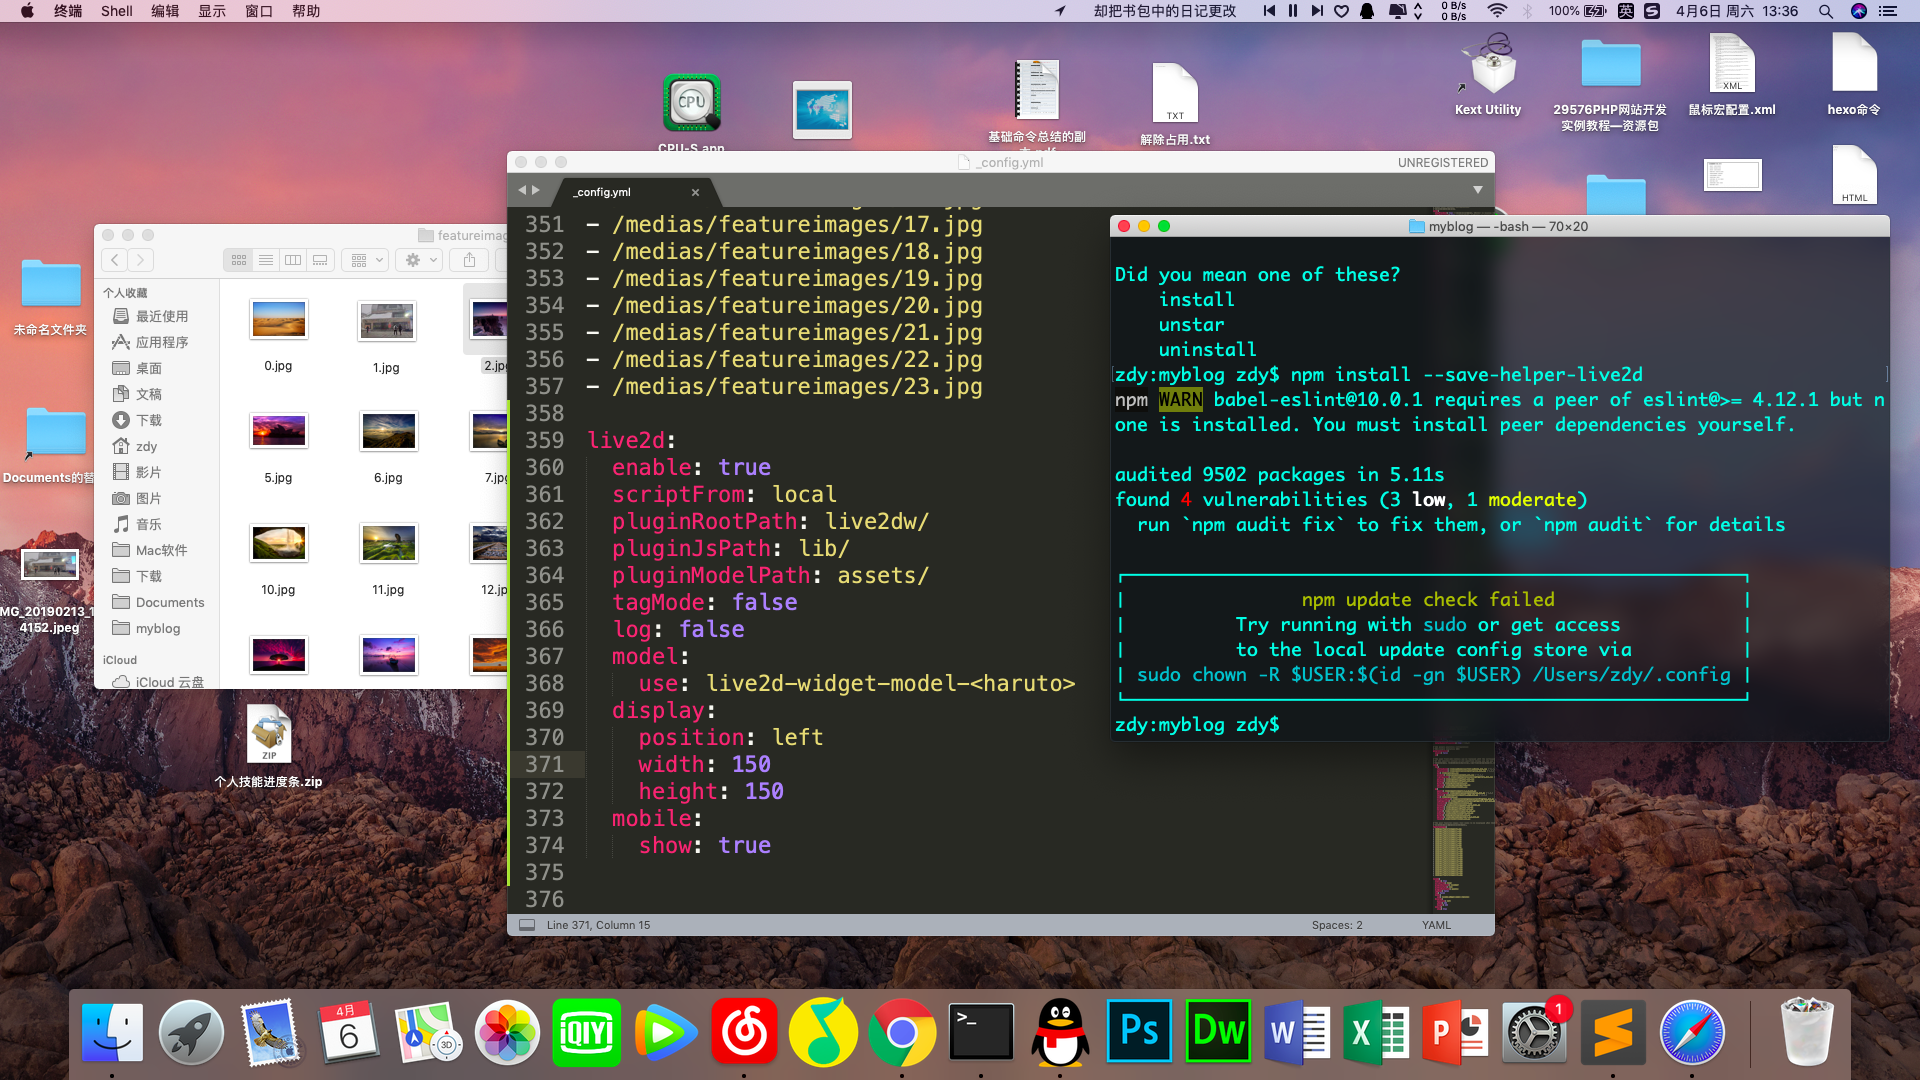 终端 Shell 编辑 显示 窗口 帮助
却把书包中的日记更改
0 B/s
0 B/s
100%
英
4月6日 周六 13:36
CPU
CPU-S.app
基础命令总结的副
TXT
解除占用.txt
Kext Utility
29576PHP网站开发
实例教程—资源包
XML
鼠标宏配置.xml
hexo命令
HTML
未命名文件夹
Documents的替
MG_20190213_1
4152.jpeg
ZIP
个人技能进度条.zip
featureimag
个人收藏
最近使用
应用程序
桌面
文稿
下载
zdy
影片
图片
音乐
Mac软件
下载
Documents
myblog
iCloud
iCloud 云盘
0.jpg
1.jpg
2.jpg
5.jpg
6.jpg
7.jpg
10.jpg
11.jpg
12.jp
_config.yml
UNREGISTERED
_config.yml
351 - /medias/featureimages/17.jpg
352 - /medias/featureimages/18.jpg
353 - /medias/featureimages/19.jpg
354 - /medias/featureimages/20.jpg
355 - /medias/featureimages/21.jpg
356 - /medias/featureimages/22.jpg
357 - /medias/featureimages/23.jpg
358
359 live2d:
360 enable: true
361 scriptFrom: local
362 pluginRootPath: live2dw/
363 pluginJsPath: lib/
364 pluginModelPath: assets/
365 tagMode: false
366 log: false
367 model:
368 use: live2d-widget-model-<haruto>
369 display:
370 position: left
371 width: 150
372 height: 150
373 mobile:
374 show: true
375
376
Line 371, Column 15
Spaces: 2
YAML
myblog — -bash — 70×20
Did you mean one of these?
install
unstar
uninstall
zdy:myblog zdy$ npm install --save-helper-live2d
npm WARN babel-eslint@10.0.1 requires a peer of eslint@>= 4.12.1 but n
one is installed. You must install peer dependencies yourself.
audited 9502 packages in 5.11s
found 4 vulnerabilities (3 low, 1 moderate)
run `npm audit fix` to fix them, or `npm audit` for details
npm update check failed
Try running with sudo or get access
to the local update config store via
sudo chown -R $USER:$(id -gn $USER) /Users/zdy/.config
zdy:myblog zdy$
4月
6
3D
iQIYI
>_
Ps
Dw
W
X
P
1
S